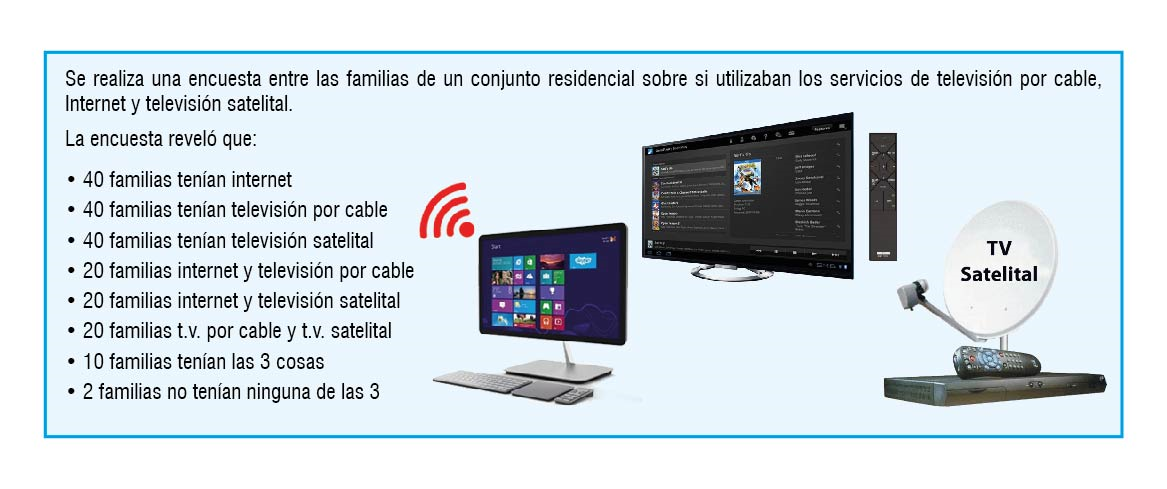 Se realiza una encuesta entre las familias de un conjunto residencial sobre si utilizaban los servicios de televisión por cable,
Internet y televisión satelital.
La encuesta reveló que:
• 40 familias tenían internet
• 40 familias tenían televisión por cable
• 40 familias tenían televisión satelital
• 20 familias internet y televisión por cable
• 20 familias internet y televisión satelital
• 20 familias t.v. por cable y t.v. satelital
• 10 familias tenían las 3 cosas
• 2 familias no tenían ninguna de las 3
Start
TV
Satelital